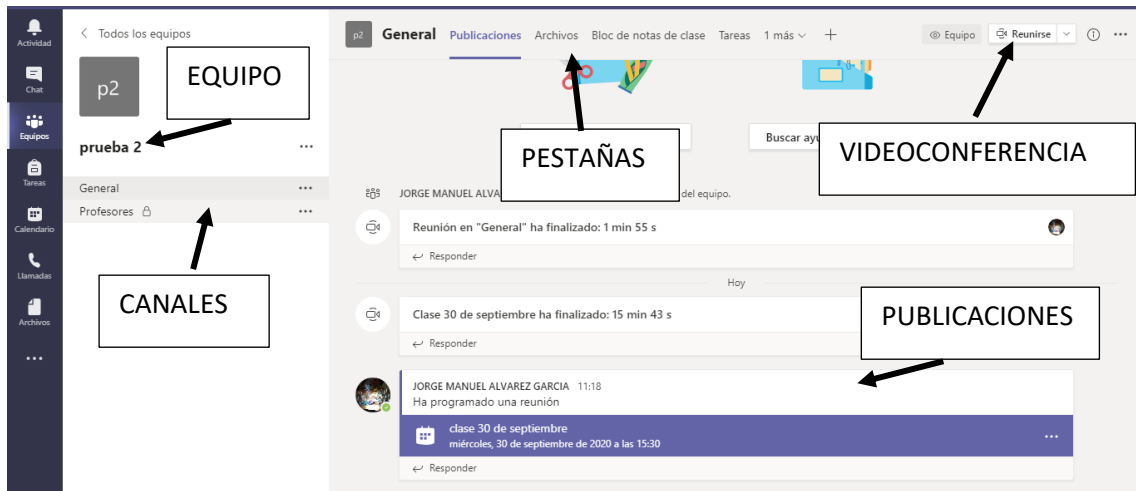 Actividad
Chat
Equipos
Tareas
Calendario
Llamadas
Archivos
Todos los equipos
p2
EQUIPO
prueba 2
General
Profesores
CANALES
p2 General Publicaciones Archivos Bloc de notas de clase Tareas 1 más Equipo Reunirse
Buscar
PESTAÑAS
VIDEOCONFERENCIA
JORGE MANUEL del equipo.
Reunión en "General" ha finalizado: 1 min 55 s
Responder
Hoy
Clase 30 de septiembre ha finalizado: 15 min 43 s
Responder
PUBLICACIONES
JORGE MANUEL ALVAREZ GARCIA 11:18
Ha programado una reunión
clase 30 de septiembre
miércoles, 30 de septiembre de 2020 a las 15:30
Responder